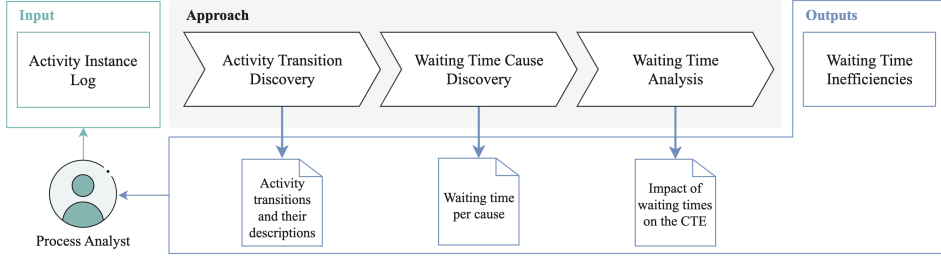 Input
Approach
Outputs
Activity Instance
Log
Activity Transition
Discovery
Waiting Time Cause
Discovery
Waiting Time
Analysis
Waiting Time
Inefficiencies
Activity
transitions
and their
descriptions
Waiting time
per cause
Impact of
waiting times
on the CTE
Process Analyst